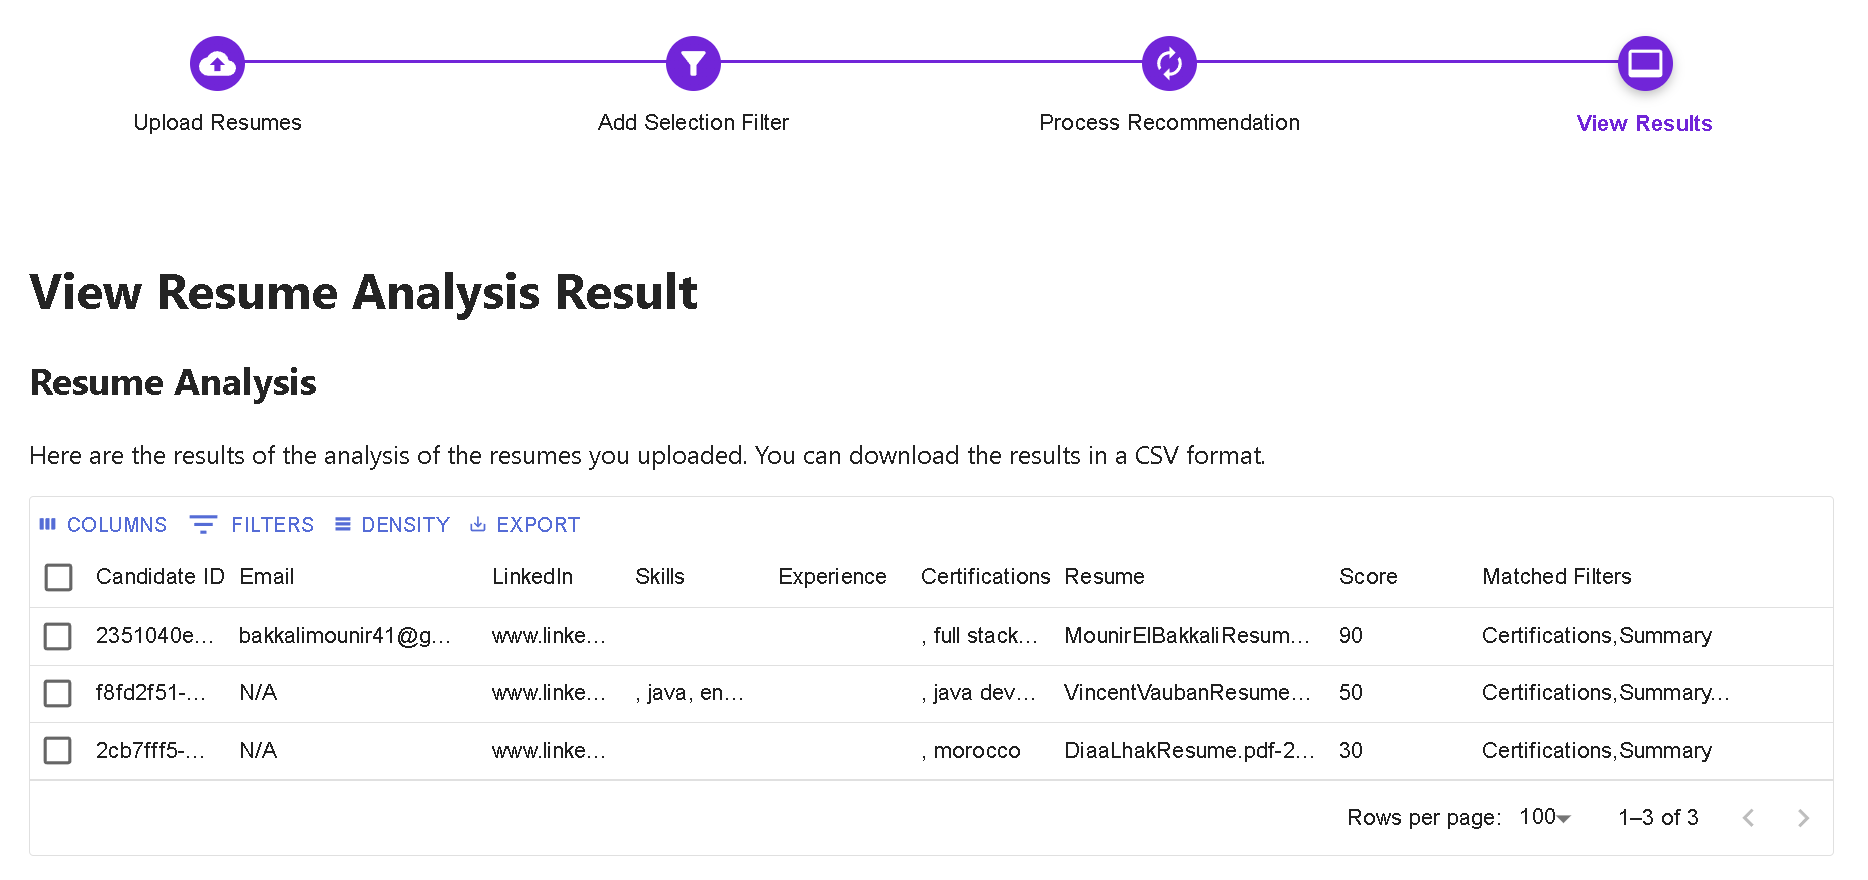 Upload Resumes
Add Selection Filter
Process Recommendation
View Results
View Resume Analysis Result
Resume Analysis
Here are the results of the analysis of the resumes you uploaded. You can download the results in a CSV format.
COLUMNS FILTERS DENSITY EXPORT
Candidate ID Email LinkedIn Skills Experience Certifications Resume Score Matched Filters
2351040e... bakkalimounir41@g... www.linke... , full stack... MounirElBakkaliResum... 90 Certifications,Summary
f8fd2f51-... N/A www.linke... , java, en... , java dev... VincentVaubanResume... 50 Certifications,Summary...
2cb7fff5-... N/A www.linke... , morocco DiaaLhakResume.pdf-2... 30 Certifications,Summary
Rows per page: 100 1–3 of 3